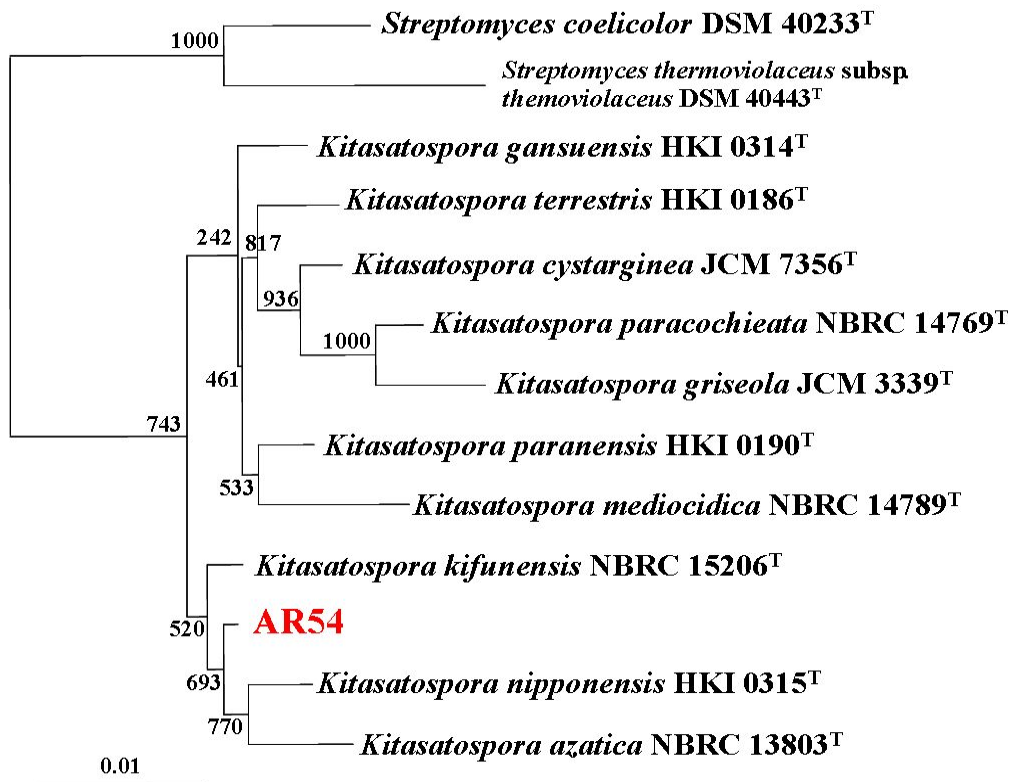 Streptomyces coelicolor DSM 40233T
1000
Streptomyces thermoviolaceus subsp.
themoviolaceus DSM 40443T
Kitasatospora gansuensis HKI 0314T
Kitasatospora terrestris HKI 0186T
242
817
Kitasatospora cystarginea JCM 7356T
936
Kitasatospora paracochieata NBRC 14769T
1000
461
Kitasatospora griseola JCM 3339T
743
Kitasatospora paranensis HKI 0190T
533
Kitasatospora mediocidica NBRC 14789T
Kitasatospora kifunensis NBRC 15206T
520
AR54
693
Kitasatospora nipponensis HKI 0315T
770
Kitasatospora azatica NBRC 13803T
0.01